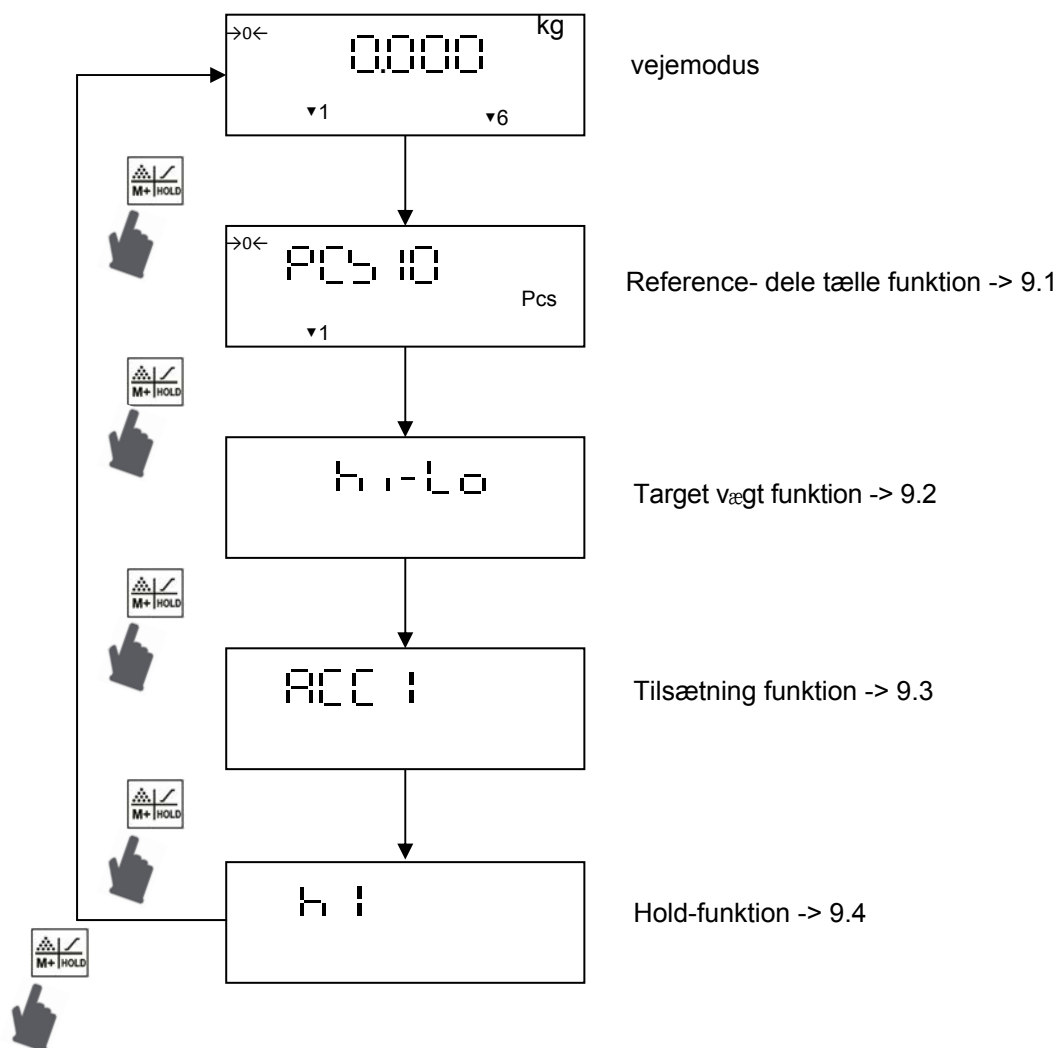 →0← kg
0.000
▼1 ▼6
vejemodus
M+ HOLD
→0← PCS 10
Pcs
▼1
Reference- dele tælle funktion -> 9.1
M+ HOLD
hi-Lo
Target vægt funktion -> 9.2
M+ HOLD
ACC 1
Tilsætning funktion -> 9.3
M+ HOLD
h 1
Hold-funktion -> 9.4
M+ HOLD